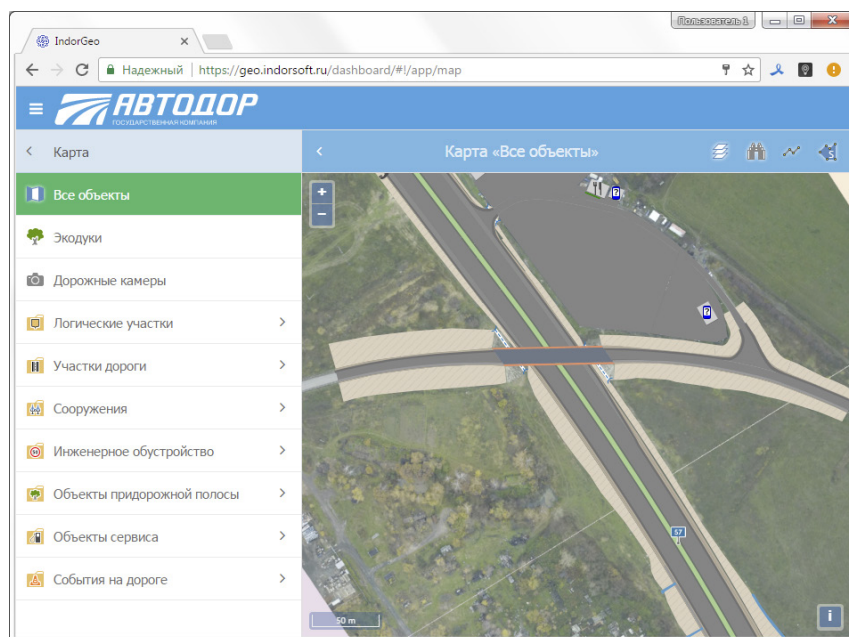 Пользователь 1
IndorGeo
Надежный | https://geo.indorsoft.ru/dashboard/#!/app/map
АВТОДОР
ГОСУДАРСТВЕННАЯ КОМПАНИЯ
Карта
Карта «Все объекты»
Все объекты
Экодуки
Дорожные камеры
Логические участки
Участки дороги
Сооружения
Инженерное обустройство
Объекты придорожной полосы
Объекты сервиса
События на дороге
+
−
?
?
57
50 m
i